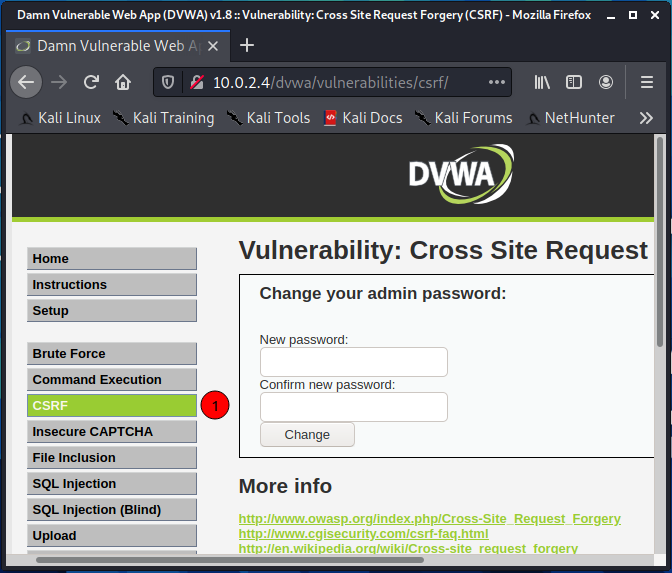 Damn Vulnerable Web App (DVWA) v1.8 :: Vulnerability: Cross Site Request Forgery (CSRF) - Mozilla Firefox
Damn Vulnerable Web A
10.0.2.4/dvwa/vulnerabilities/csrf/
Kali Linux Kali Training Kali Tools Kali Docs Kali Forums NetHunter
DVWA
Home
Instructions
Setup
Brute Force
Command Execution
CSRF 1
Insecure CAPTCHA
File Inclusion
SQL Injection
SQL Injection (Blind)
Upload
Vulnerability: Cross Site Request
Change your admin password:
New password:
Confirm new password:
Change
More info
http://www.owasp.org/index.php/Cross-Site_Request_Forgery
http://www.cgisecurity.com/csrf-faq.html
http://en.wikipedia.org/wiki/Cross-site_request_forgery